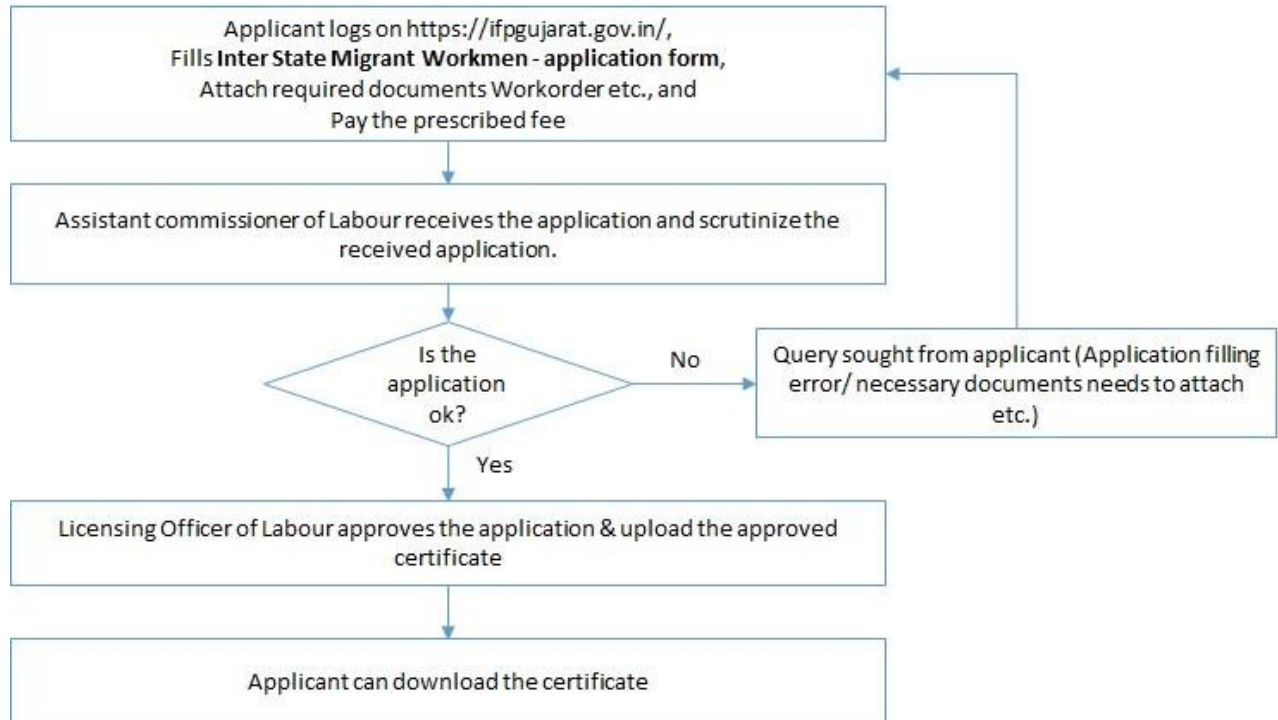 Applicant logs on https://ifpgujarat.gov.in/,
Fills Inter State Migrant Workmen - application form,
Attach required documents Workorder etc., and
Pay the prescribed fee
Assistant commissioner of Labour receives the application and scrutinize the
received application.
Is the
application
ok?
No
Query sought from applicant (Application filling
error/ necessary documents needs to attach
etc.)
Yes
Licensing Officer of Labour approves the application & upload the approved
certificate
Applicant can download the certificate